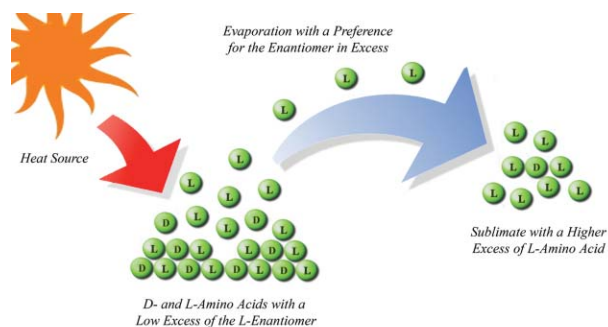 Evaporation with a Preference
for the Enantiomer in Excess
L
L
L
L
Heat Source
L
L
L
L
D
L
D
L
L
L D L L D L
D L D L D L D L
D- and L-Amino Acids with a
Low Excess of the L-Enantiomer
L
L
L D L
L
L
L
L
Sublimate with a Higher
Excess of L-Amino Acid